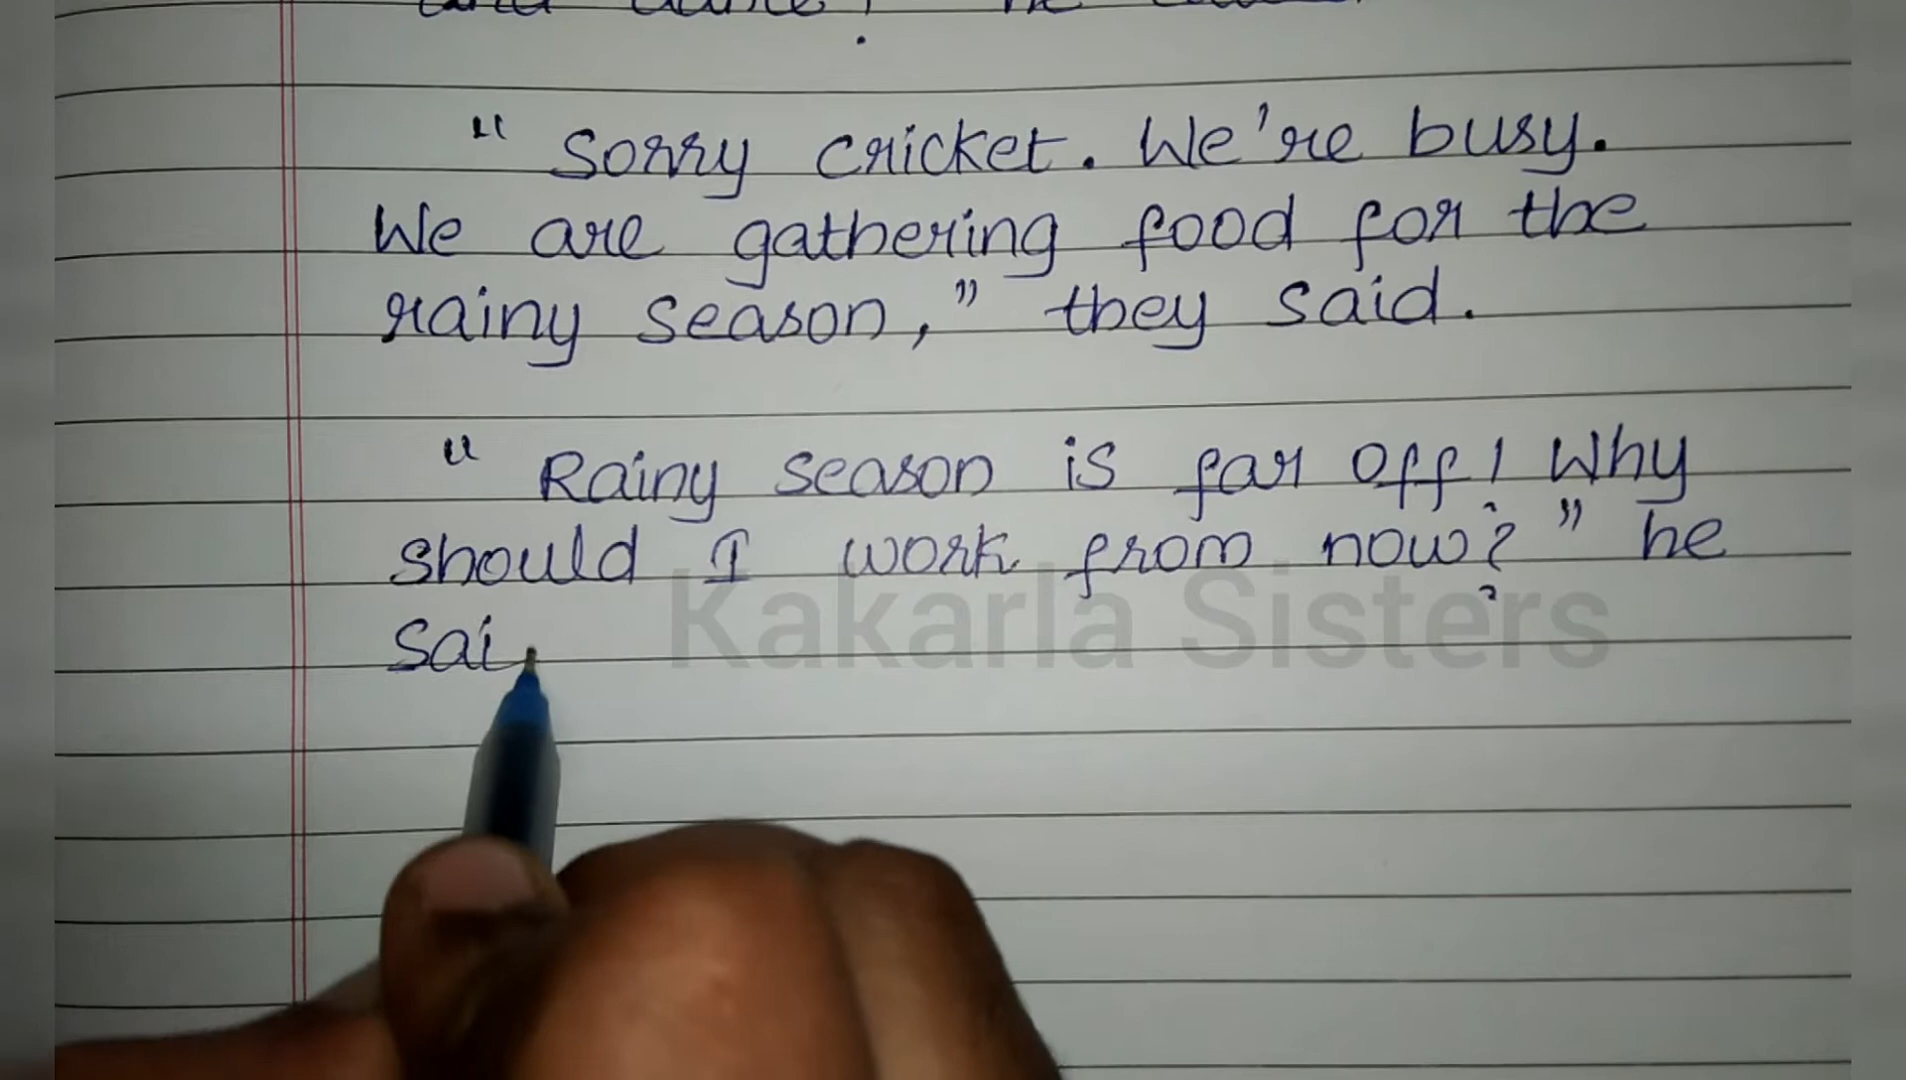 "Sorry cricket. We're busy.
We are gathering food for the
rainy season," they said.
"Rainy season is far off! Why
should I work from now?" he
Sai
Kakarla Sisters